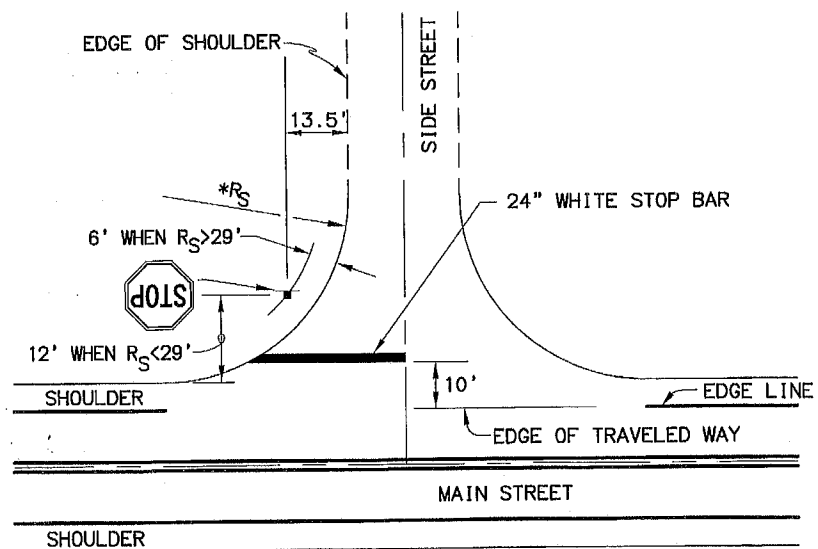 EDGE OF SHOULDER
SIDE STREET
13.5'
*RS
24" WHITE STOP BAR
6' WHEN RS>29'
STOP
12' WHEN RS<29'
10'
SHOULDER
EDGE LINE
EDGE OF TRAVELED WAY
MAIN STREET
SHOULDER